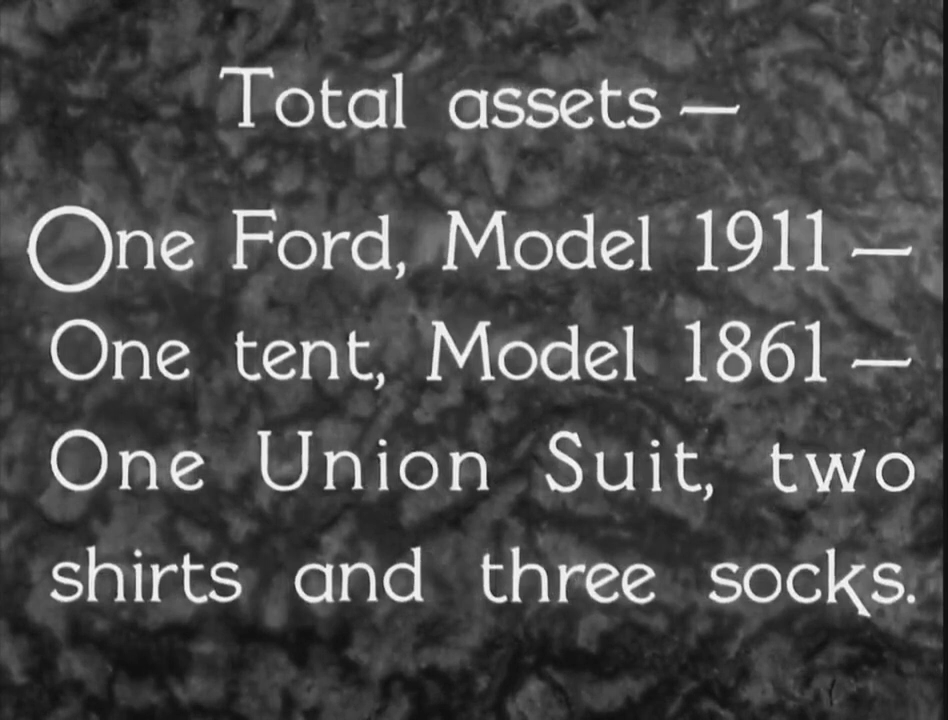 Total assets —
One Ford, Model 1911 —
One tent, Model 1861 —
One Union Suit, two
shirts and three socks.